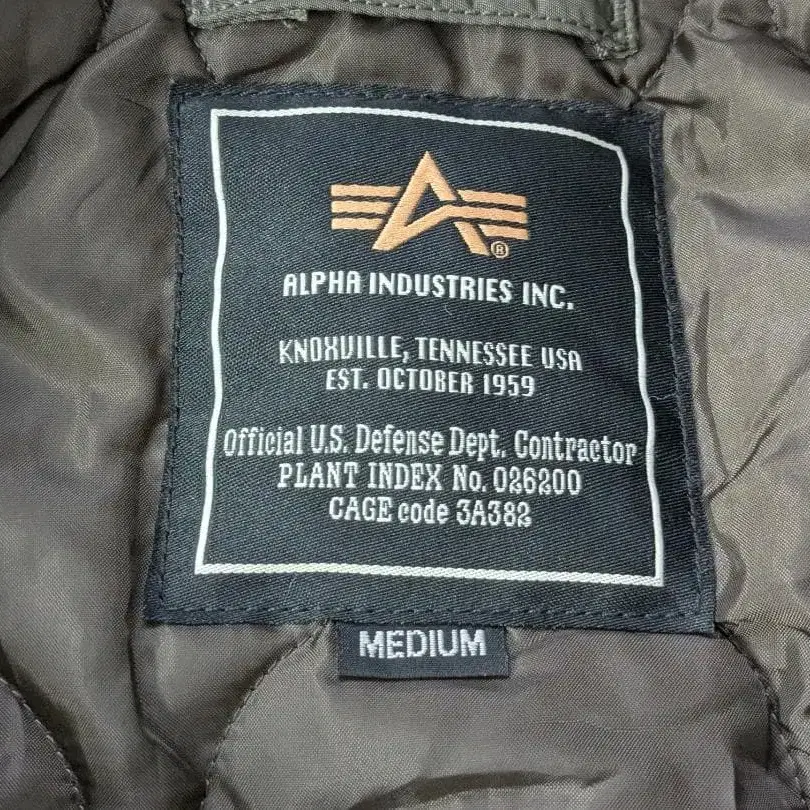 ®
ALPHA INDUSTRIES INC.
KNOXVILLE, TENNESSEE USA
EST. OCTOBER 1959
Official U.S. Defense Dept. Contractor
PLANT INDEX No. 026200
CAGE code 3A382
MEDIUM